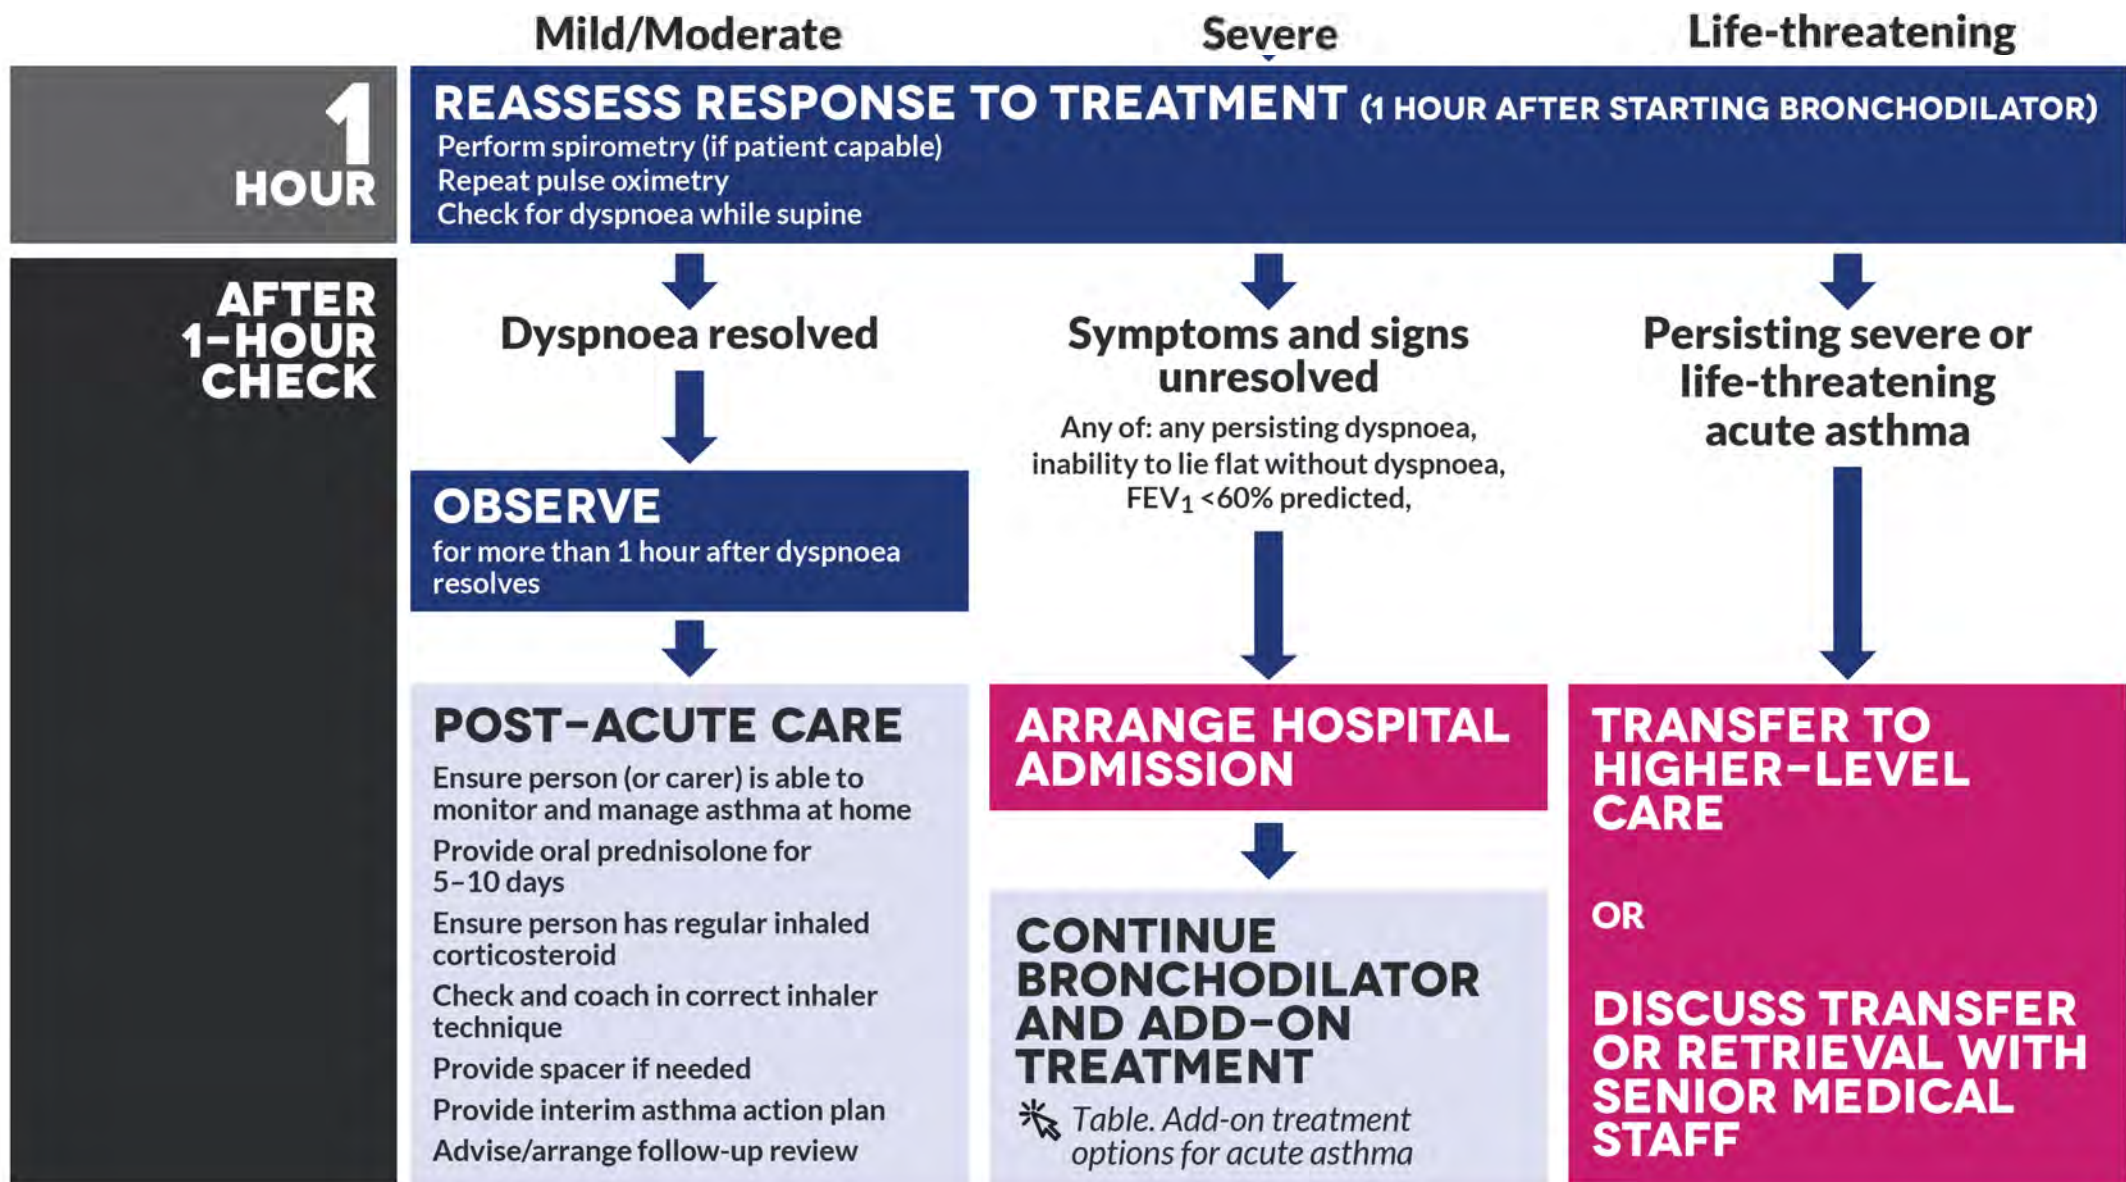 Mild/Moderate
Severe
Life-threatening
1
HOUR
REASSESS RESPONSE TO TREATMENT (1 HOUR AFTER STARTING BRONCHODILATOR)
Perform spirometry (if patient capable)
Repeat pulse oximetry
Check for dyspnoea while supine
AFTER
1-HOUR
CHECK
Dyspnoea resolved
OBSERVE
for more than 1 hour after dyspnoea
resolves
POST-ACUTE CARE
Ensure person (or carer) is able to
monitor and manage asthma at home
Provide oral prednisolone for
5–10 days
Ensure person has regular inhaled
corticosteroid
Check and coach in correct inhaler
technique
Provide spacer if needed
Provide interim asthma action plan
Advise/arrange follow-up review
Symptoms and signs
unresolved
Any of: any persisting dyspnoea,
inability to lie flat without dyspnoea,
FEV1 <60% predicted,
ARRANGE HOSPITAL
ADMISSION
CONTINUE
BRONCHODILATOR
AND ADD-ON
TREATMENT
Table. Add-on treatment
options for acute asthma
Persisting severe or
life-threatening
acute asthma
TRANSFER TO
HIGHER-LEVEL
CARE
OR
DISCUSS TRANSFER
OR RETRIEVAL WITH
SENIOR MEDICAL
STAFF